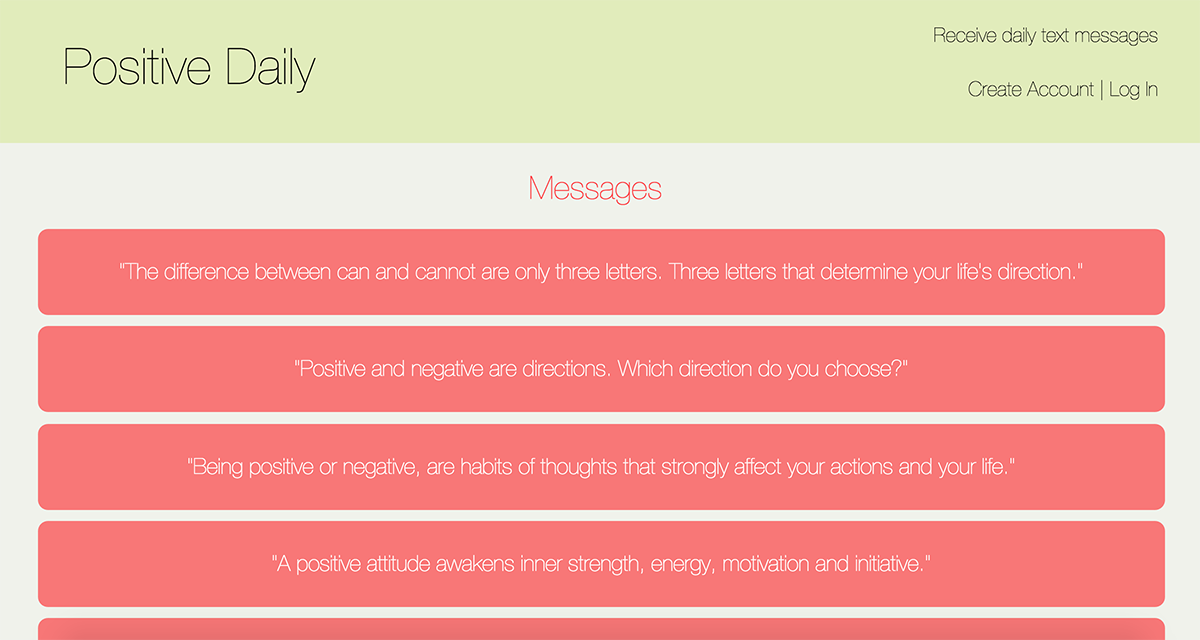 Positive Daily
Receive daily text messages
Create Account | Log In
Messages
"The difference between can and cannot are only three letters. Three letters that determine your life's direction."
"Positive and negative are directions. Which direction do you choose?"
"Being positive or negative, are habits of thoughts that strongly affect your actions and your life."
"A positive attitude awakens inner strength, energy, motivation and initiative."